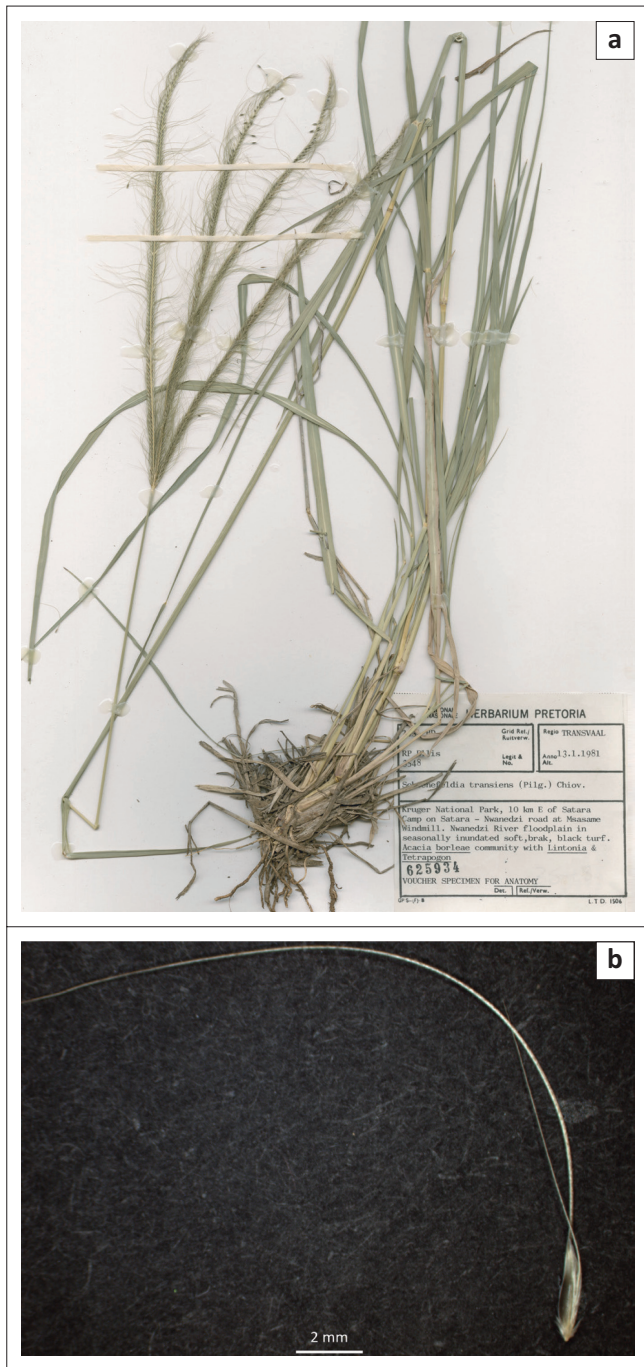 a
HERBARIUM PRETORIA
Grid Ref./
Ruitverw.
Regio TRANSVAAL
RP
Legit &
No.
Anno 13.1.1981
Alt.
transiens (Pilg.) Chiov.
Kruger National Park, 10 km E of Satara
Camp on Satara - Nwanedzi road at Msasame
Windmill. Nwanedzi River floodplain in
seasonally inundated soft, brak, black turf.
Acacia borleae community with Lintonia &
Tetrapogon
625934
VOUCHER SPECIMEN FOR ANATOMY
Det. Ref./Verw.
L.T.D. 1506
b
2 mm